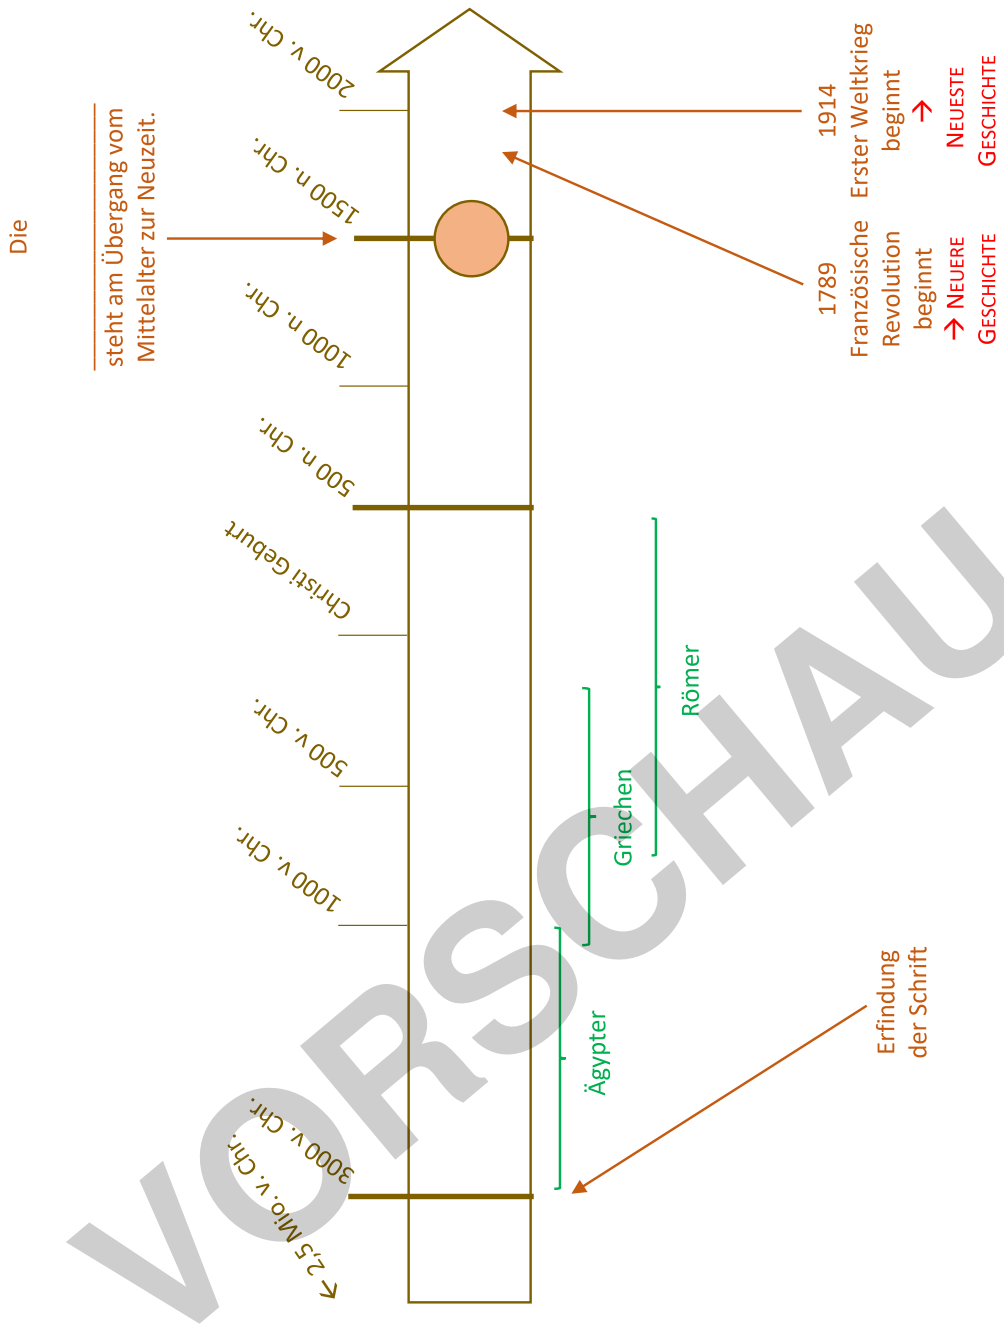 Die
steht am Übergang vom
Mittelalter zur Neuzeit.
← 2,5 Mio. v. Chr.
3000 v. Chr.
1000 v. Chr.
500 v. Chr.
Christi Geburt
500 n. Chr.
1000 n. Chr.
1500 n. Chr.
2000 v. Chr.
Ägypter
Griechen
Römer
Erfindung
der Schrift
1789
Französische
Revolution
beginnt
→ NEUERE
GESCHICHTE
1914
Erster Weltkrieg
beginnt
→
NEUESTE
GESCHICHTE
VORSCHAU